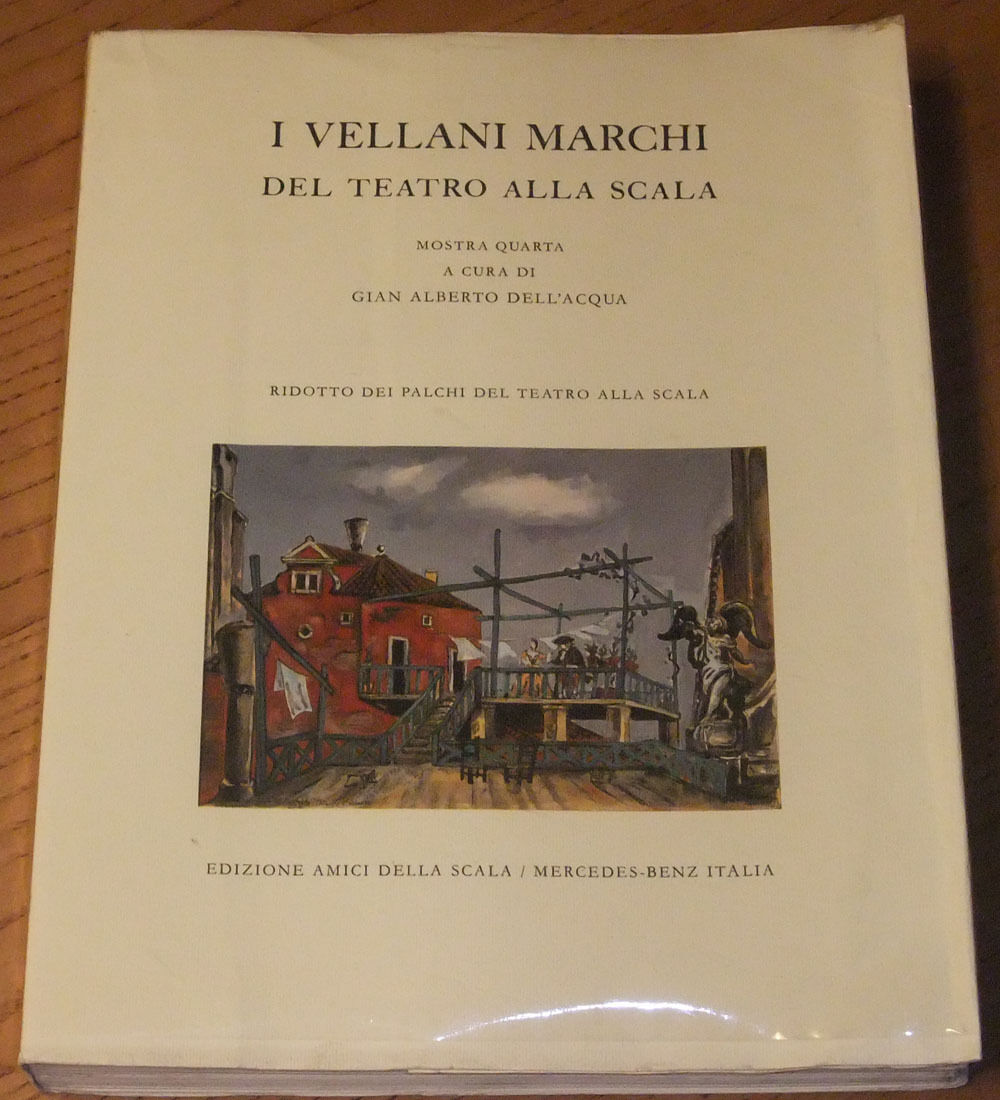 I VELLANI MARCHI
DEL TEATRO ALLA SCALA
MOSTRA QUARTA
A CURA DI
GIAN ALBERTO DELL'ACQUA
RIDOTTO DEI PALCHI DEL TEATRO ALLA SCALA
EDIZIONE AMICI DELLA SCALA / MERCEDES-BENZ ITALIA